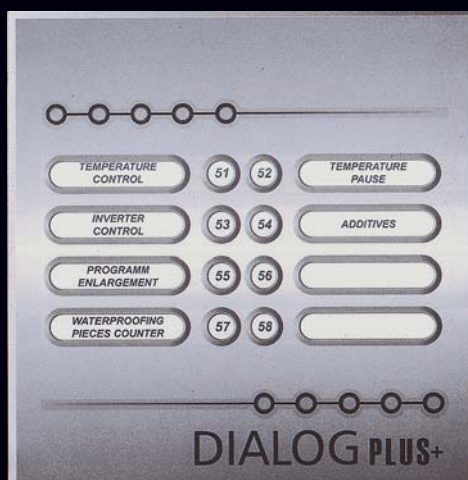 TEMPERATURE
CONTROL
51
52
TEMPERATURE
PAUSE
INVERTER
CONTROL
53
54
ADDITIVES
PROGRAMM
ENLARGEMENT
55
56
WATERPROOFING
PIECES COUNTER
57
58
DIALOG PLUS+